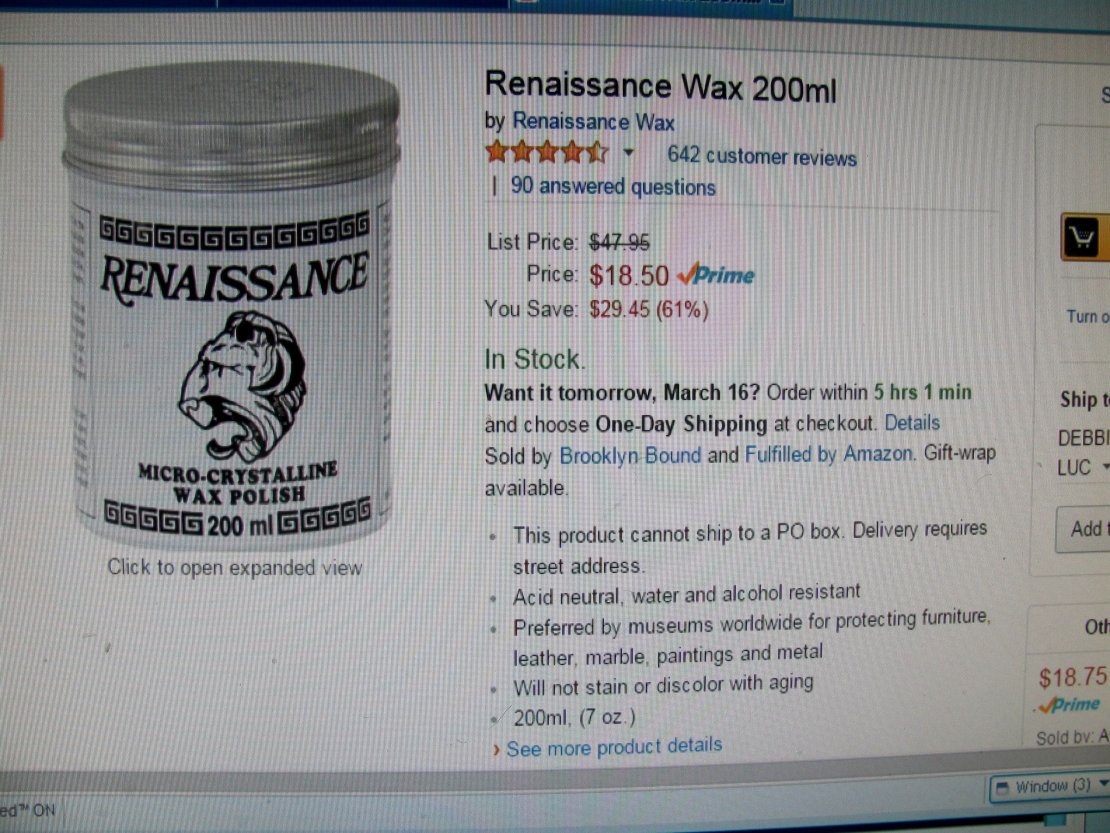 RENAISSANCE
MICRO-CRYSTALLINE
WAX POLISH
200 ml
Click to open expanded view
Renaissance Wax 200ml
by Renaissance Wax
642 customer reviews
| 90 answered questions
List Price: $47.95
Price: $18.50 Prime
You Save: $29.45 (61%)
In Stock.
Want it tomorrow, March 16? Order within 5 hrs 1 min
and choose One-Day Shipping at checkout. Details
Sold by Brooklyn Bound and Fulfilled by Amazon. Gift-wrap
available.
• This product cannot ship to a PO box. Delivery requires
street address.
• Acid neutral, water and alcohol resistant
• Preferred by museums worldwide for protecting furniture,
leather, marble, paintings and metal
• Will not stain or discolor with aging
• 200ml, (7 oz.)
› See more product details
S
Turn o
Ship t
DEBBI
LUC
Add t
Oth
$18.75
Prime
Sold by: A
ed™ ON
Window (3)